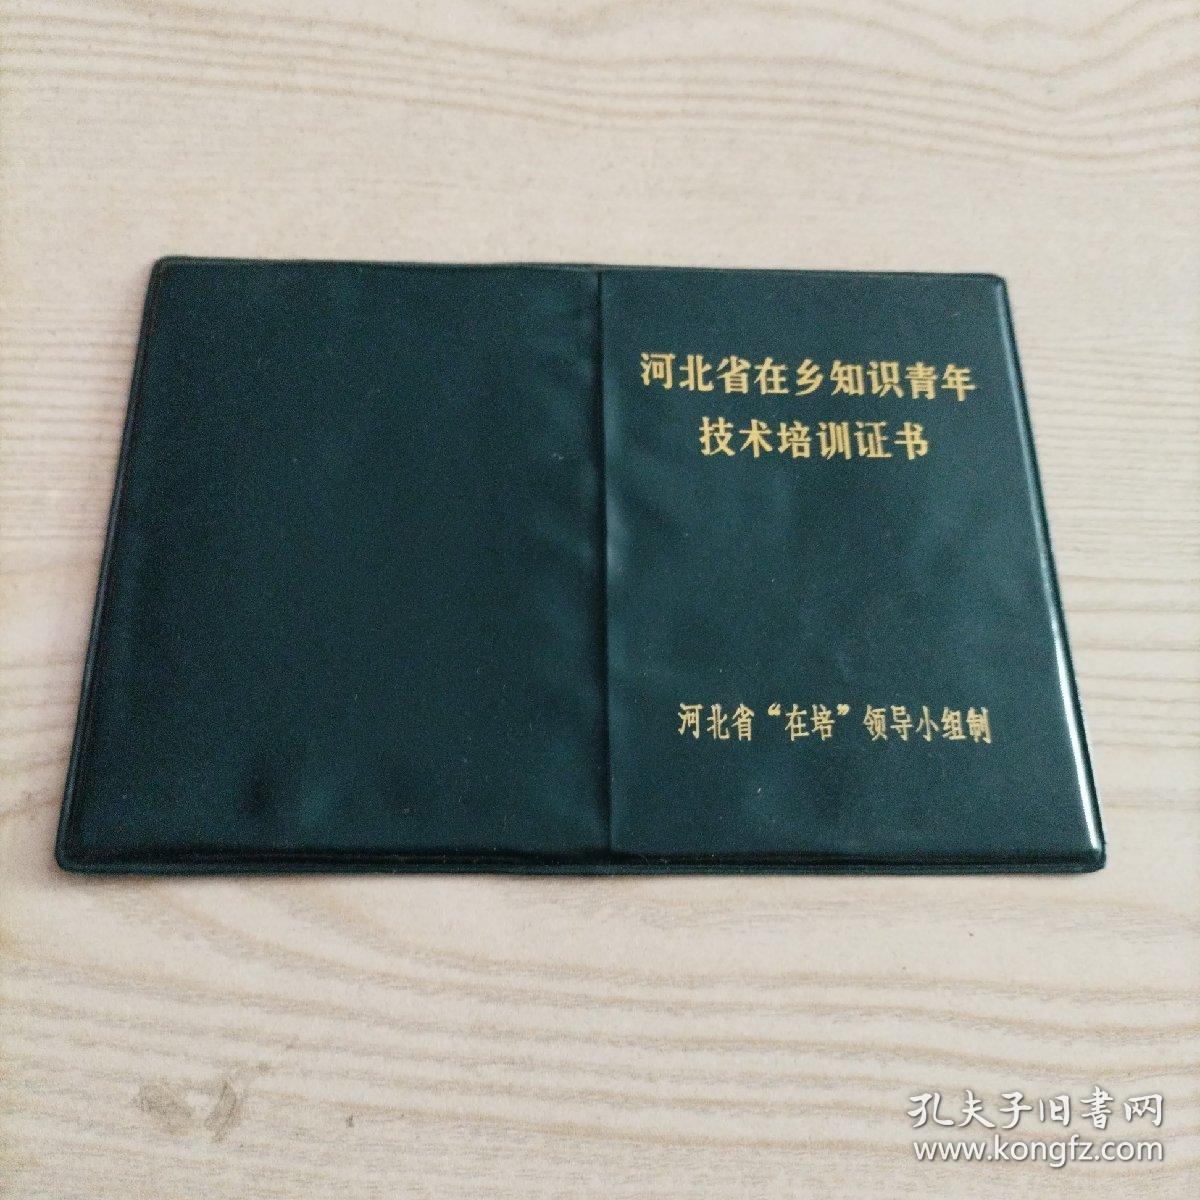 河北省在乡知识青年
技术培训证书
河北省“在培”领导小组制
孔夫子旧書网
www.kongfz.com